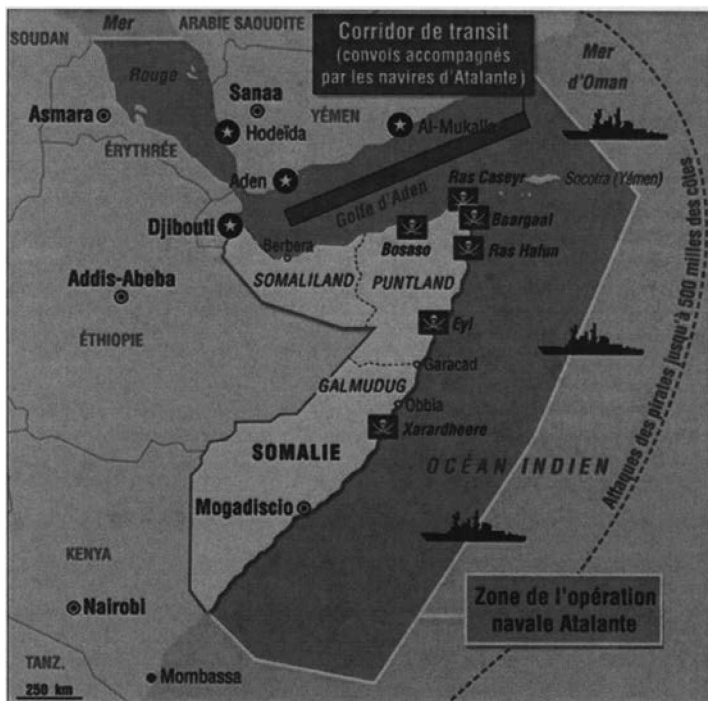 SOUDAN
Mer
ARABIE SAOUDITE
Corridor de transit
(convois accompagnés
par les navires d'Atalante)
Mer
d'Oman
Rouge
Sanaa
Asmara
YÉMEN
Hodeïda
Al-Mukalla
ÉRYTHRÉE
Aden
Ras Caseyr
Socotra (Yémen)
Golfe d'Aden
Djibouti
Baargaal
Berbera
Bosaso
Ras Hafun
SOMALILAND
PUNTLAND
Addis-Abeba
Eyl
ÉTHIOPIE
Garacad
GALMUDUG
Obbia
Xarardheere
SOMALIE
OCÉAN INDIEN
Attaques des pirates jusqu'à 500 milles des côtes
Mogadiscio
KENYA
Nairobi
Zone de l'opération
navale Atalante
TANZ.
Mombassa
250 km